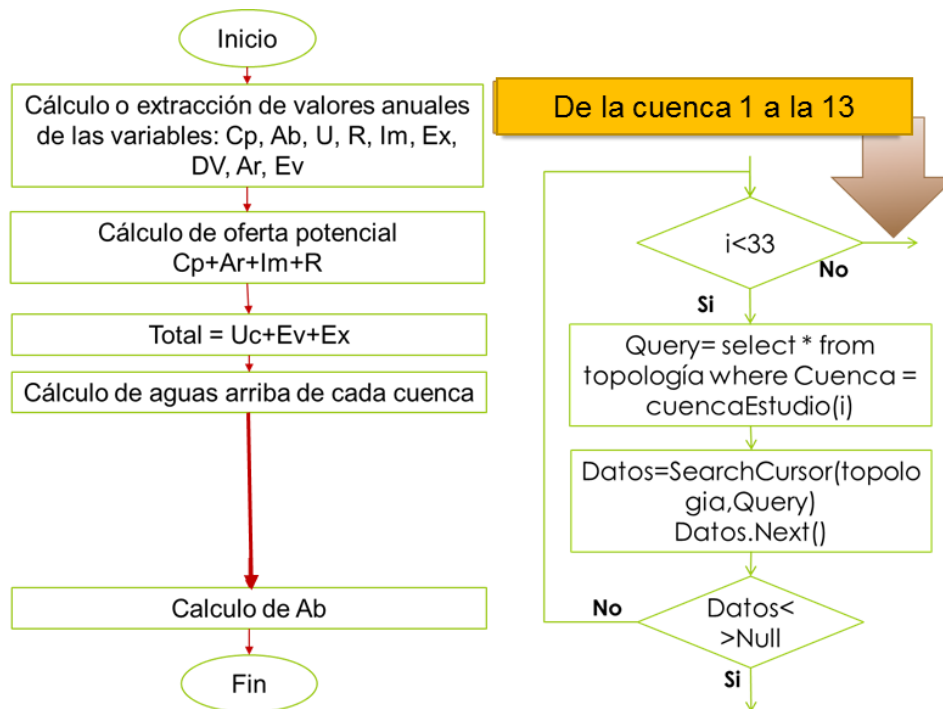 Inicio
Cálculo o extracción de valores anuales
de las variables: Cp, Ab, U, R, Im, Ex,
DV, Ar, Ev
Cálculo de oferta potencial
Cp+Ar+Im+R
Total = Uc+Ev+Ex
Cálculo de aguas arriba de cada cuenca
Calculo de Ab
Fin
De la cuenca 1 a la 13
i<33
No
Si
Query= select * from
topología where Cuenca =
cuencaEstudio(i)
Datos=SearchCursor(topolo
gia,Query)
Datos.Next()
Datos<
>Null
No
Si